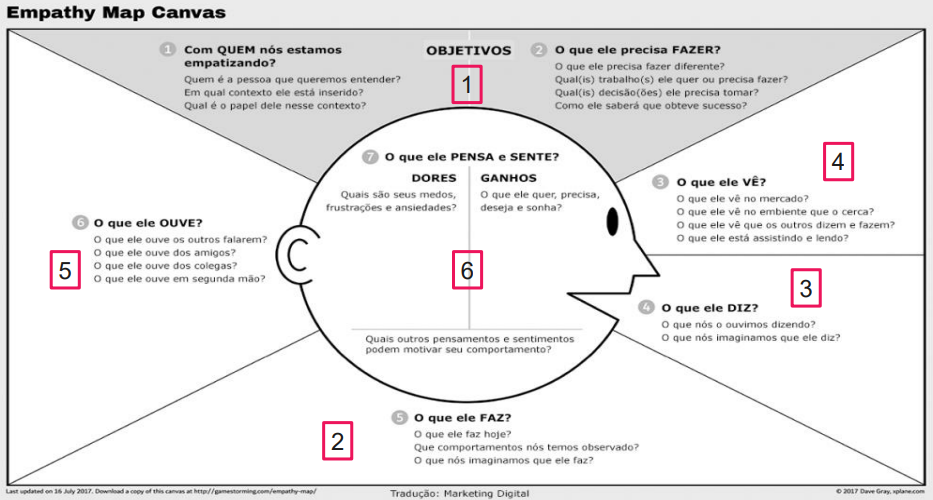 Empathy Map Canvas
1 Com QUEM nós estamos
empatizando?
Quem é a pessoa que queremos entender?
Em qual contexto ele está inserido?
Qual é o papel dele nesse contexto?
OBJETIVOS
1
2 O que ele precisa FAZER?
O que ele precisa fazer diferente?
Qual(is) trabalho(s) ele quer ou precisa fazer?
Qual(is) decisão(ões) ele precisa tomar?
Como ele saberá que obteve sucesso?
4
3 O que ele VÊ?
O que ele vê no mercado?
O que ele vê no embiente que o cerca?
O que ele vê que os outros dizem e fazem?
O que ele está assistindo e lendo?
3
4 O que ele DIZ?
O que nós o ouvimos dizendo?
O que nós imaginamos que ele diz?
5 O que ele FAZ?
O que ele faz hoje?
Que comportamentos nós temos observado?
O que nós imaginamos que ele faz?
2
6 O que ele OUVE?
O que ele ouve os outros falarem?
O que ele ouve dos amigos?
O que ele ouve dos colegas?
O que ele ouve em segunda mão?
5
7 O que ele PENSA e SENTE?
DORES
Quais são seus medos,
frustrações e ansiedades?
GANHOS
O que ele quer, precisa,
deseja e sonha?
6
Quais outros pensamentos e sentimentos
podem motivar seu comportamento?
Last updated on 16 July 2017. Download a copy of this canvas at http://gamestorming.com/empathy-map/
Tradução: Marketing Digital
© 2017 Dave Gray, xplane.com